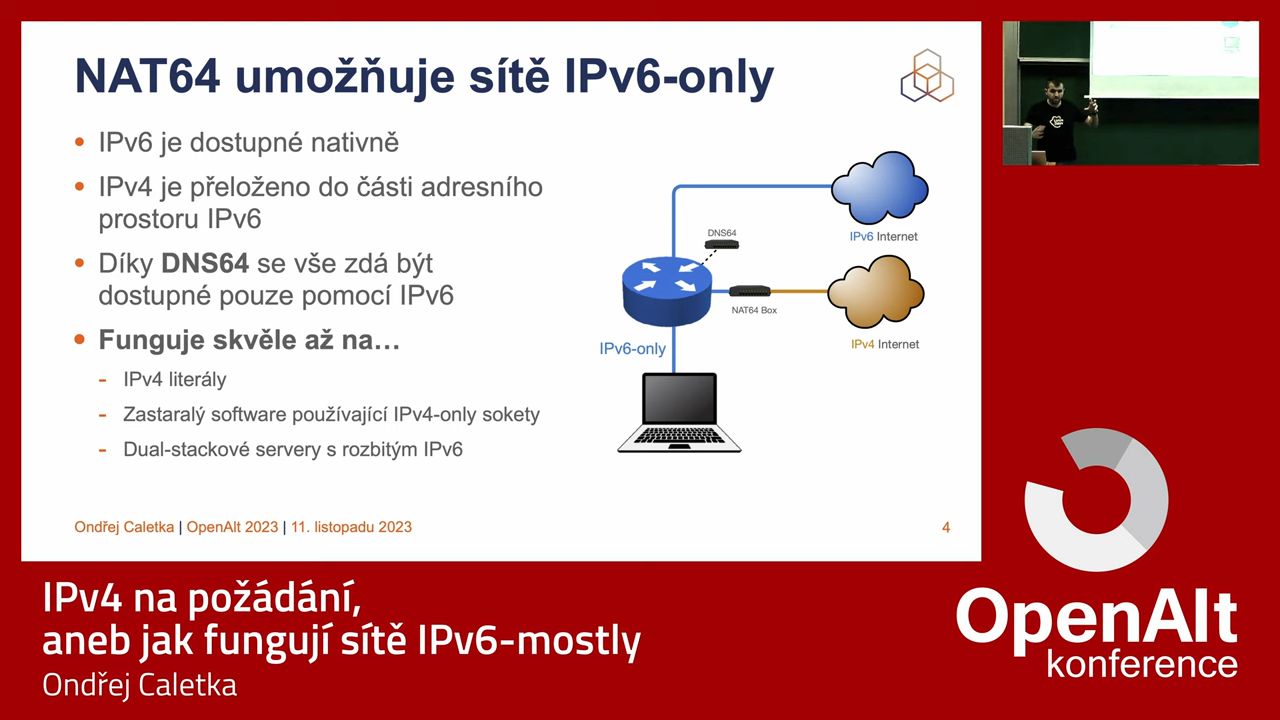 NAT64 umožňuje sítě IPv6-only
• IPv6 je dostupné nativně
• IPv4 je přeloženo do části adresního
prostoru IPv6
• Díky DNS64 se vše zdá být
dostupné pouze pomocí IPv6
• Funguje skvěle až na…
- IPv4 literály
- Zastaralý software používající IPv4-only sokety
- Dual-stackové servery s rozbitým IPv6
DNS64
IPv6 Internet
NAT64 Box
IPv4 Internet
IPv6-only
Ondřej Caletka | OpenAlt 2023 | 11. listopadu 2023
4
IPv4 na požádání,
aneb jak fungují sítě IPv6-mostly
Ondřej Caletka
OpenAlt
konference